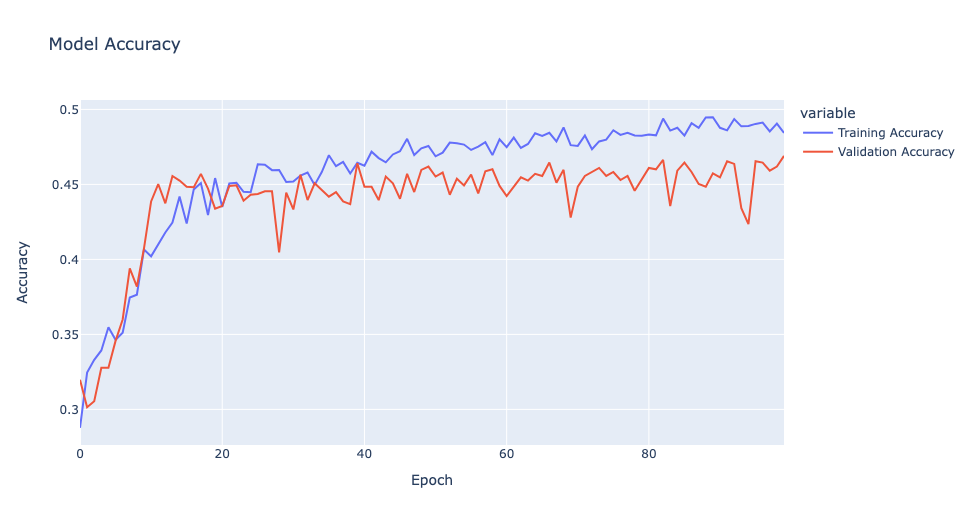 Model Accuracy
variable
Training Accuracy
Validation Accuracy
Accuracy
0.5
0.45
0.4
0.35
0.3
0
20
40
60
80
Epoch